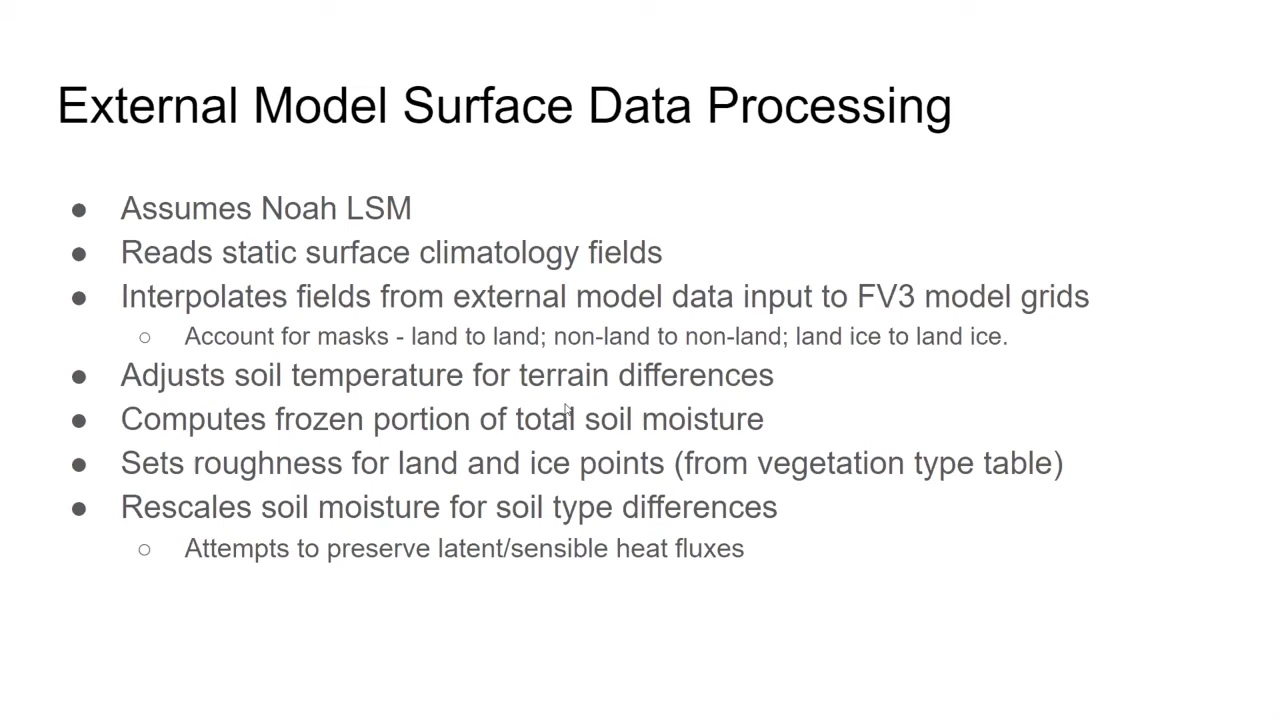 External Model Surface Data Processing
● Assumes Noah LSM
● Reads static surface climatology fields
● Interpolates fields from external model data input to FV3 model grids
○ Account for masks - land to land; non-land to non-land; land ice to land ice.
● Adjusts soil temperature for terrain differences
● Computes frozen portion of total soil moisture
● Sets roughness for land and ice points (from vegetation type table)
● Rescales soil moisture for soil type differences
○ Attempts to preserve latent/sensible heat fluxes